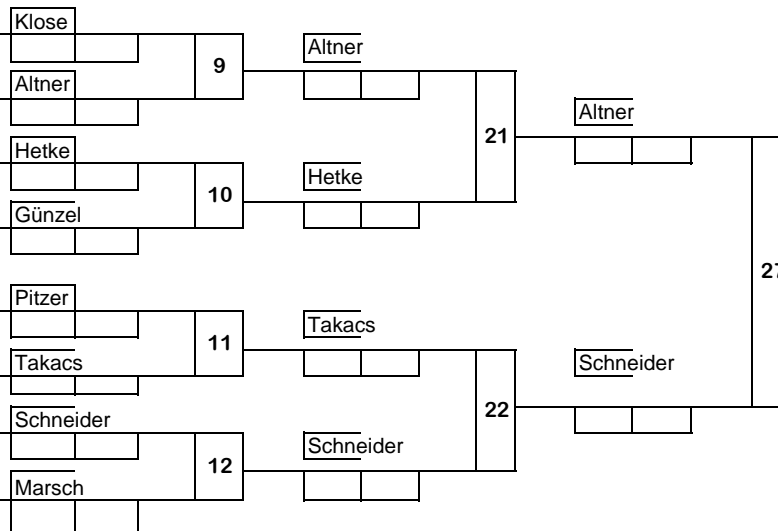 Klose
9
Altner
Altner
21
Altner
Hetke
10
Hetke
Günzel
27
Pitzer
11
Takacs
Takacs
22
Schneider
Schneider
12
Schneider
Marsch